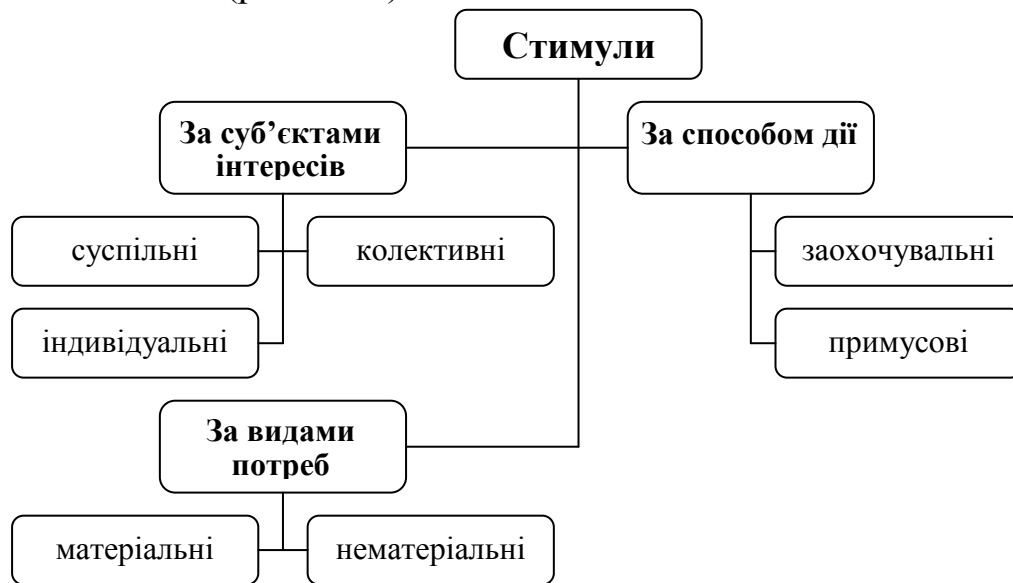 Стимули
За суб’єктами
інтересів
За способом дії
суспільні
колективні
заохочувальні
індивідуальні
примусові
За видами
потреб
матеріальні
нематеріальні